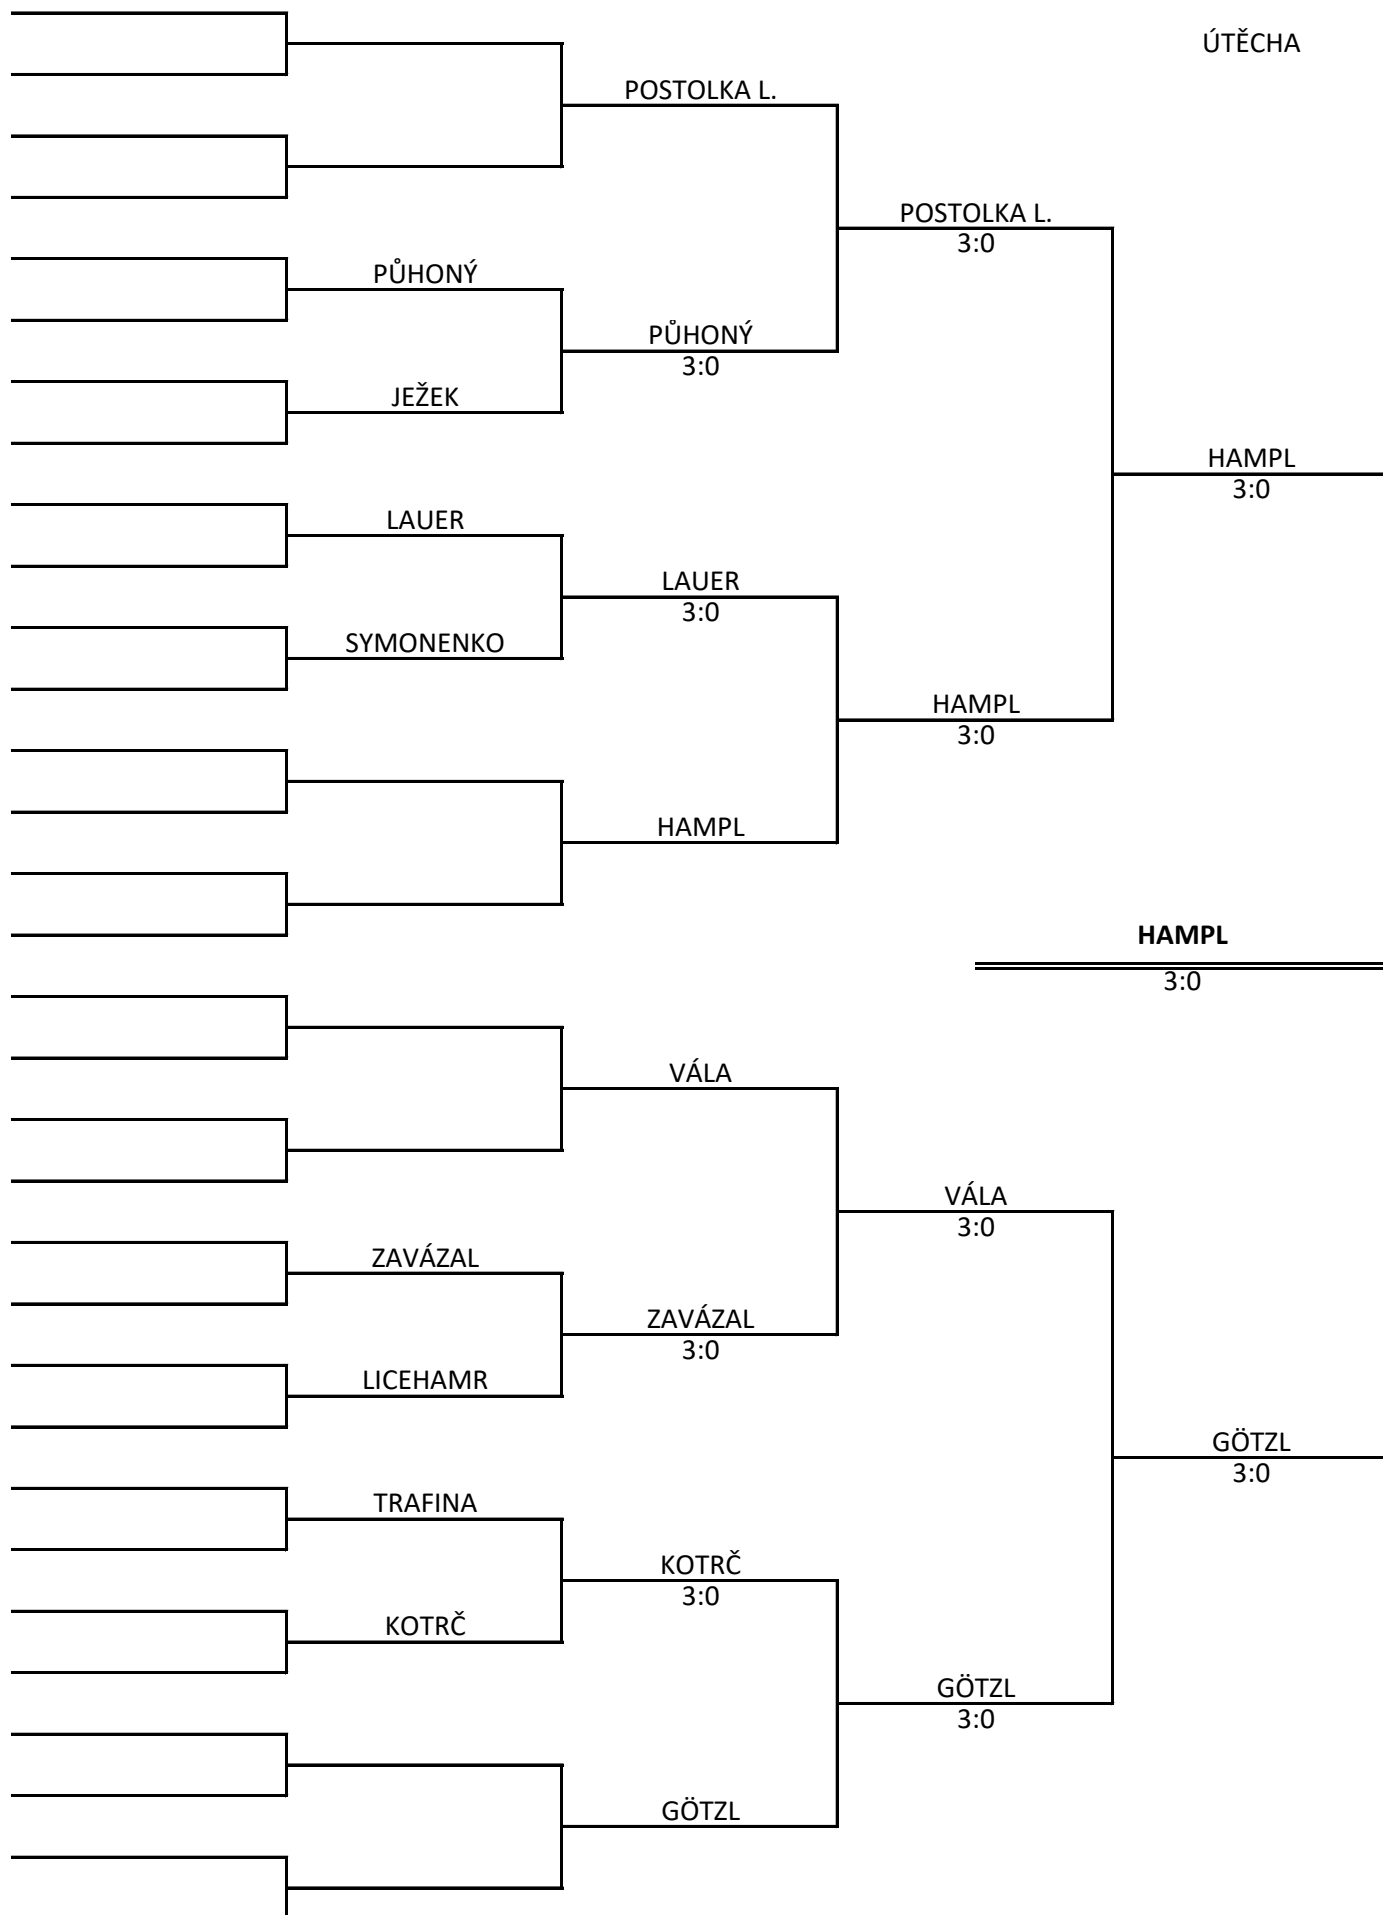 ÚTĚCHA
POSTOLKA L.
POSTOLKA L.
3:0
PŮHONÝ
PŮHONÝ
3:0
JEŽEK
HAMPL
3:0
LAUER
LAUER
3:0
SYMONENKO
HAMPL
3:0
HAMPL
HAMPL
3:0
VÁLA
VÁLA
3:0
ZAVÁZAL
ZAVÁZAL
3:0
LICEHAMR
GÖTZL
3:0
TRAFINA
KOTRČ
3:0
KOTRČ
GÖTZL
3:0
GÖTZL